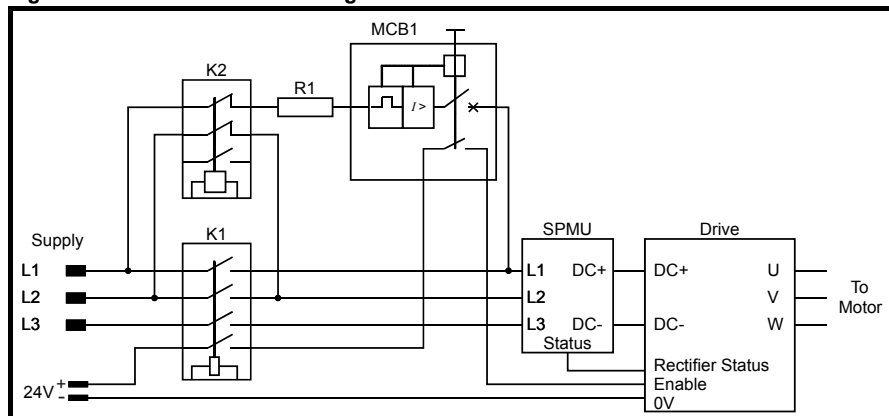 MCB1
K2
R1
I >
Supply
K1
SPMU
Drive
L1
L1
DC+
DC+
U
L2
L2
V
To
Motor
L3
L3
DC-
DC-
W
Status
Rectifier Status
24V
+
-
Enable
0V